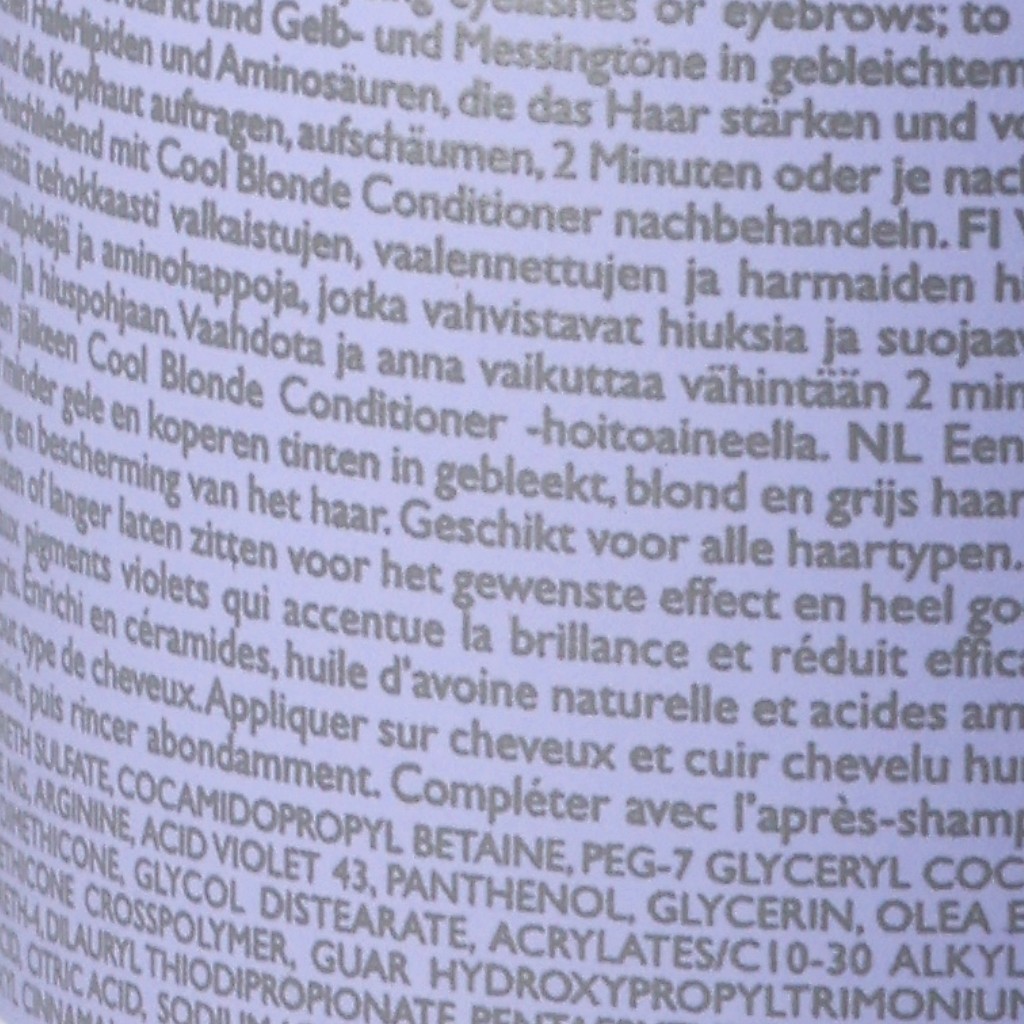 eyelashes or eyebrows; to
und Gelb- und Messingtöne in gebleichtem
Haferlipiden und Aminosäuren, die das Haar stärken und
die Kopfhaut auftragen, aufschäumen, 2 Minuten oder je nach
mit Cool Blonde Conditioner nachbehandeln. FI
tehokkaasti valkaistujen, vaalennettujen ja harmaiden
ja aminohappoja, jotka vahvistavat hiuksia ja suojaav
ja hiuspohjaan. Vaahdota ja anna vaikuttaa vähintään 2 min
jälkeen Cool Blonde Conditioner -hoitoaineella. NL Een
minder gele en koperen tinten in gebleekt, blond en grijs haar
en bescherming van het haar. Geschikt voor alle haartypen.
of langer laten zitten voor het gewenste effect en heel go
pigments violets qui accentue la brillance et réduit effica
Enrichi en céramides, huile d'avoine naturelle et acides am
type de cheveux. Appliquer sur cheveux et cuir chevelu hu
puis rincer abondamment. Compléter avec l'après-shamp
SULFATE, COCAMIDOPROPYL BETAINE, PEG-7 GLYCERYL COC
ARGININE, ACID VIOLET 43, PANTHENOL, GLYCERIN, OLEA E
GLYCOL DISTEARATE, ACRYLATES/C10-30 ALKYL
CROSSPOLYMER, GUAR HYDROXYPROPYLTRIMONIUM
DILAURYL THIODIPROPIONATE
CITRIC ACID, SODIUM